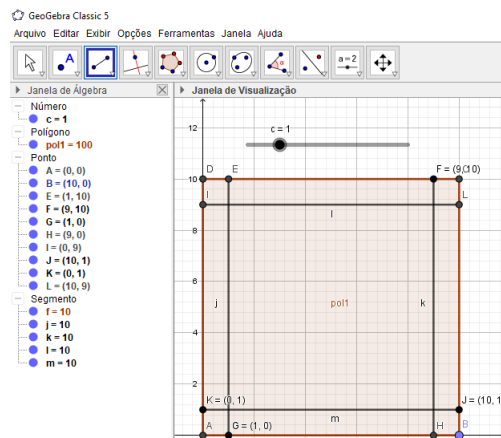 GeoGebra Classic 5
Arquivo Editar Exibir Opções Ferramentas Janela Ajuda
A
a=2
Janela de Álgebra
Número
c = 1
Polígono
pol1 = 100
Ponto
A = (0, 0)
B = (10, 0)
E = (1, 10)
F = (9, 10)
G = (1, 0)
H = (9, 0)
I = (0, 9)
J = (10, 1)
K = (0, 1)
L = (10, 9)
Segmento
f = 10
j = 10
k = 10
l = 10
m = 10
Janela de Visualização
12
c = 1
10
D
E
F = (9, 10)
I
L
l
8
6
j
pol1
k
4
2
K = (0, 1)
J = (10, 1
m
A
G = (1, 0)
H
B